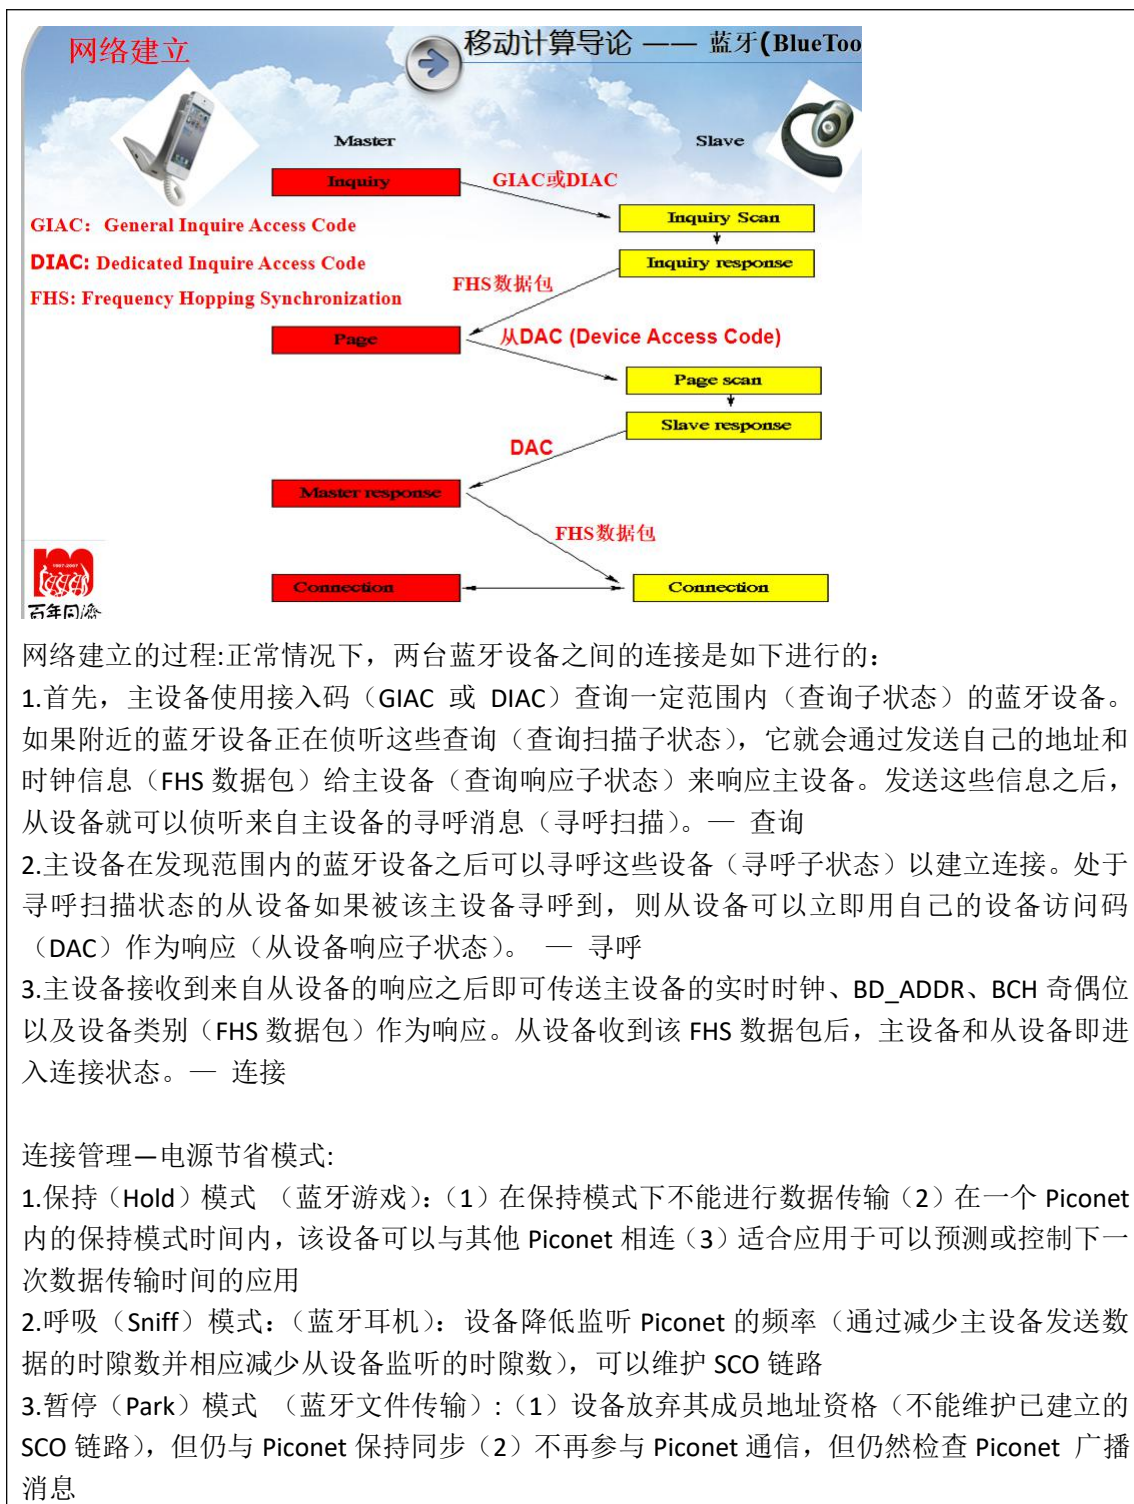 网络建立
移动计算导论 —— 蓝牙(BlueToo
Master
Slave
Inquiry
GIAC或DIAC
Inquiry Scan
GIAC: General Inquire Access Code
DIAC: Dedicated Inquire Access Code
Inquiry response
FHS数据包
FHS: Frequency Hopping Synchronization
Page
从DAC (Device Access Code)
Page scan
Slave response
DAC
Master response
FHS数据包
Connection
Connection
1907-2007
百年同济
网络建立的过程:正常情况下，两台蓝牙设备之间的连接是如下进行的：
1.首先，主设备使用接入码（GIAC 或 DIAC）查询一定范围内（查询子状态）的蓝牙设备。
如果附近的蓝牙设备正在侦听这些查询（查询扫描子状态），它就会通过发送自己的地址和
时钟信息（FHS 数据包）给主设备（查询响应子状态）来响应主设备。发送这些信息之后，
从设备就可以侦听来自主设备的寻呼消息（寻呼扫描）。— 查询
2.主设备在发现范围内的蓝牙设备之后可以寻呼这些设备（寻呼子状态）以建立连接。处于
寻呼扫描状态的从设备如果被该主设备寻呼到，则从设备可以立即用自己的设备访问码
（DAC）作为响应（从设备响应子状态）。 — 寻呼
3.主设备接收到来自从设备的响应之后即可传送主设备的实时时钟、BD_ADDR、BCH 奇偶位
以及设备类别（FHS 数据包）作为响应。从设备收到该 FHS 数据包后，主设备和从设备即进
入连接状态。— 连接
连接管理—电源节省模式:
1.保持（Hold）模式 （蓝牙游戏）：（1）在保持模式下不能进行数据传输（2）在一个 Piconet
内的保持模式时间内，该设备可以与其他 Piconet 相连（3）适合应用于可以预测或控制下一
次数据传输时间的应用
2.呼吸（Sniff）模式：（蓝牙耳机）：设备降低监听 Piconet 的频率（通过减少主设备发送数
据的时隙数并相应减少从设备监听的时隙数），可以维护 SCO 链路
3.暂停（Park）模式 （蓝牙文件传输）:（1）设备放弃其成员地址资格（不能维护已建立的
SCO 链路），但仍与 Piconet 保持同步（2）不再参与 Piconet 通信，但仍然检查 Piconet 广播
消息